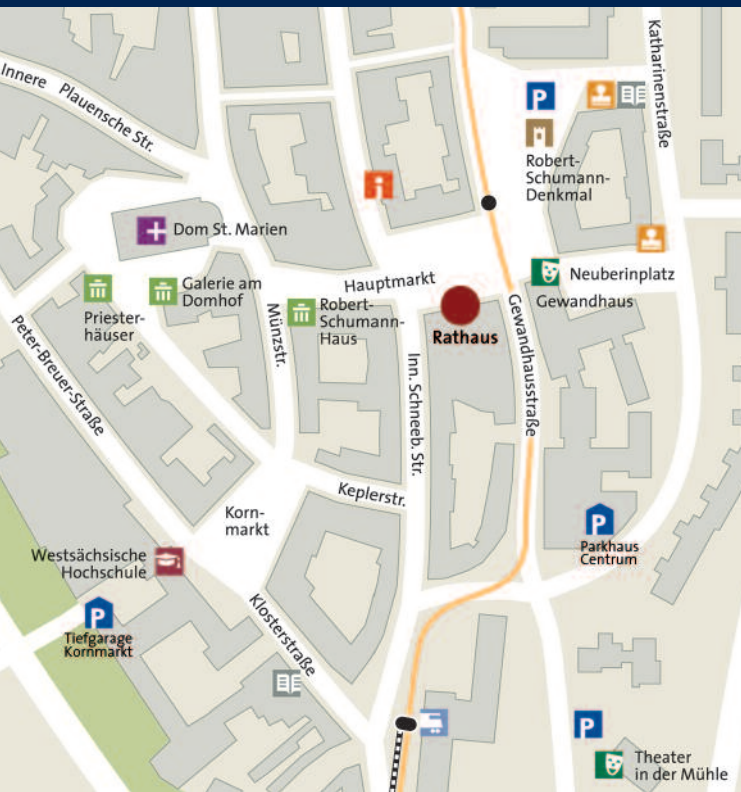 Katharinenstraße
Innere Plauensche Str.
P
Robert-
Schumann-
Denkmal
Dom St. Marien
Neuberinplatz
Gewandhaus
Hauptmarkt
Galerie am
Domhof
Priester-
häuser
Robert-
Schumann-
Haus
Rathaus
Münzstr.
Peter-Breuer-Straße
Inn. Schneeb. Str.
Gewandhausstraße
Keplerstr.
Korn-
markt
P
Parkhaus
Centrum
Westsächsische
Hochschule
P
Tiefgarage
Kornmarkt
Klosterstraße
P
Theater
in der Mühle